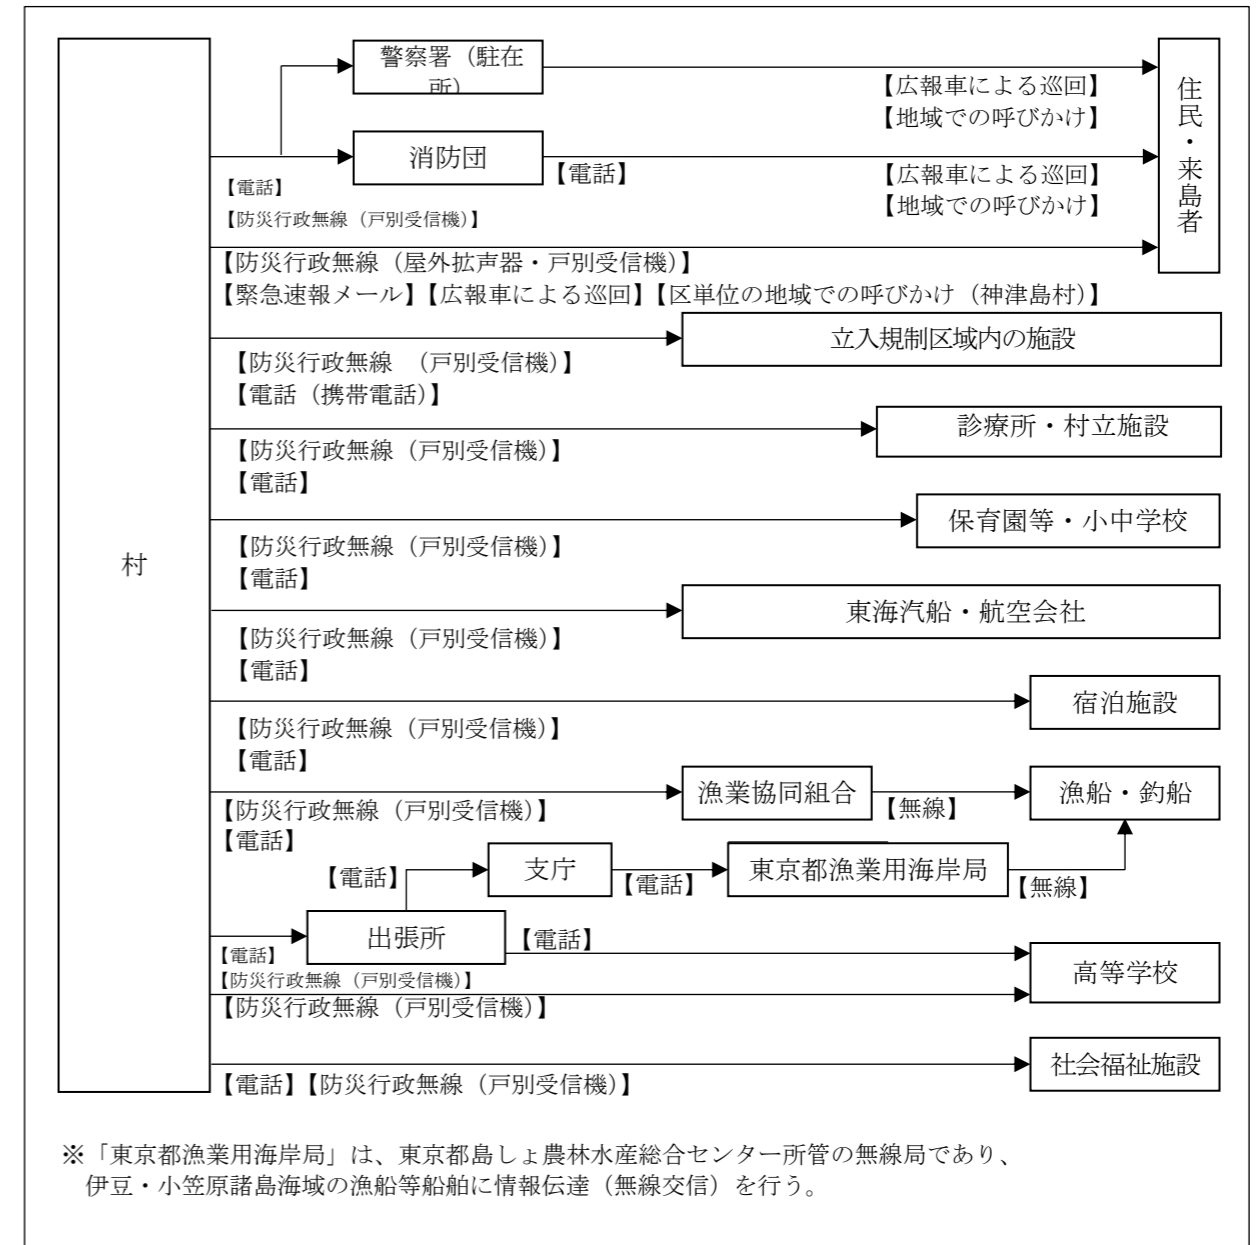 警察署（駐在
所）
【広報車による巡回】
【地域での呼びかけ】
住民・来島者
消防団
【電話】
【広報車による巡回】
【地域での呼びかけ】
【電話】
【防災行政無線（戸別受信機）】
【防災行政無線（屋外拡声器・戸別受信機）】
【緊急速報メール】【広報車による巡回】【区単位の地域での呼びかけ（神津島村）】
村
立入規制区域内の施設
【防災行政無線　（戸別受信機）】
【電話（携帯電話）】
診療所・村立施設
【防災行政無線（戸別受信機）】
【電話】
保育園等・小中学校
【防災行政無線（戸別受信機）】
【電話】
東海汽船・航空会社
【防災行政無線（戸別受信機）】
【電話】
宿泊施設
【防災行政無線（戸別受信機）】
【電話】
漁業協同組合
【無線】
漁船・釣船
【防災行政無線（戸別受信機）】
【電話】
【電話】
支庁
【電話】
東京都漁業用海岸局
【無線】
出張所
【電話】
【電話】
【防災行政無線（戸別受信機）】
高等学校
【防災行政無線（戸別受信機）】
社会福祉施設
【電話】【防災行政無線（戸別受信機）】
※「東京都漁業用海岸局」は、東京都島しょ農林水産総合センター所管の無線局であり、
伊豆・小笠原諸島海域の漁船等船舶に情報伝達（無線交信）を行う。